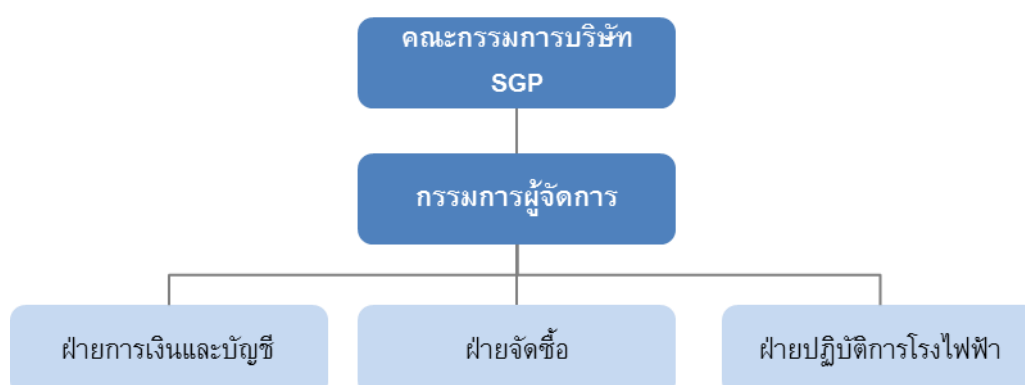 คณะกรรมการบริษัท
SGP
กรรมการผู้จัดการ
ฝ่ายการเงินและบัญชี
ฝ่ายจัดซื้อ
ฝ่ายปฏิบัติการโรงไฟฟ้า